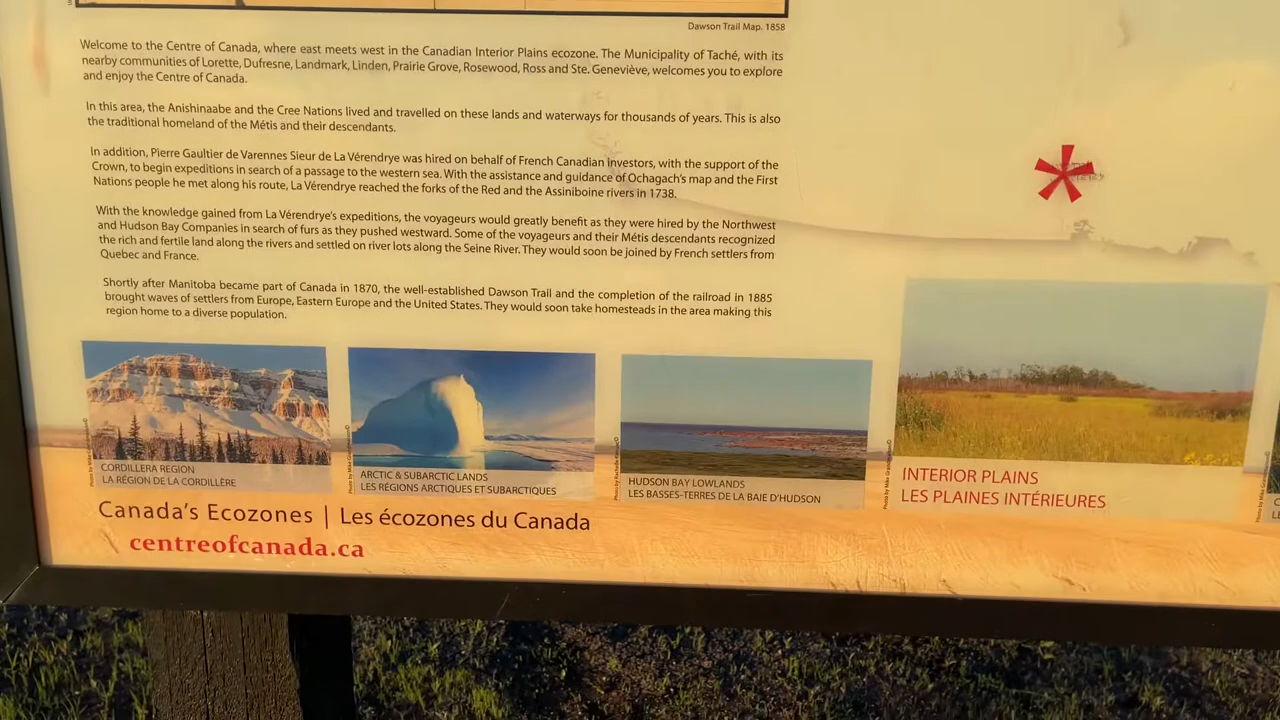 Dawson Trail Map. 1858
Welcome to the Centre of Canada, where east meets west in the Canadian Interior Plains ecozone. The Municipality of Taché, with its
nearby communities of Lorette, Dufresne, Landmark, Linden, Prairie Grove, Rosewood, Ross and Ste. Geneviève, welcomes you to explore
and enjoy the Centre of Canada.
In this area, the Anishinaabe and the Cree Nations lived and travelled on these lands and waterways for thousands of years. This is also
the traditional homeland of the Métis and their descendants.
In addition, Pierre Gaultier de Varennes Sieur de La Vérendrye was hired on behalf of French Canadian investors, with the support of the
Crown, to begin expeditions in search of a passage to the western sea. With the assistance and guidance of Ochagach's map and the First
Nations people he met along his route, La Vérendrye reached the forks of the Red and the Assiniboine rivers in 1738.
With the knowledge gained from La Vérendrye's expeditions, the voyageurs would greatly benefit as they were hired by the Northwest
and Hudson Bay Companies in search of furs as they pushed westward. Some of the voyageurs and their Métis descendants recognized
the rich and fertile land along the rivers and settled on river lots along the Seine River. They would soon be joined by French settlers from
Quebec and France.
Shortly after Manitoba became part of Canada in 1870, the well-established Dawson Trail and the completion of the railroad in 1885
brought waves of settlers from Europe, Eastern Europe and the United States. They would soon take homesteads in the area making this
region home to a diverse population.
CORDILLERA REGION
LA RÉGION DE LA CORDILLÈRE
ARCTIC & SUBARCTIC LANDS
LES RÉGIONS ARCTIQUES ET SUBARCTIQUES
HUDSON BAY LOWLANDS
LES BASSES-TERRES DE LA BAIE D'HUDSON
INTERIOR PLAINS
LES PLAINES INTÉRIEURES
Canada's Ecozones | Les écozones du Canada
centreofcanada.ca